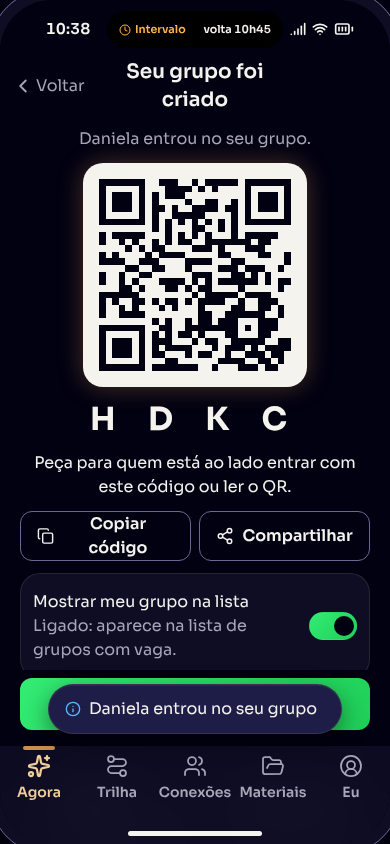 10:38
Intervalo volta 10h45
Voltar
Seu grupo foi
criado
Daniela entrou no seu grupo.
H D K C
Peça para quem está ao lado entrar com
este código ou ler o QR.
Copiar
código
Compartilhar
Mostrar meu grupo na lista
Ligado: aparece na lista de
grupos com vaga.
Daniela entrou no seu grupo
Agora
Trilha
Conexões
Materiais
Eu